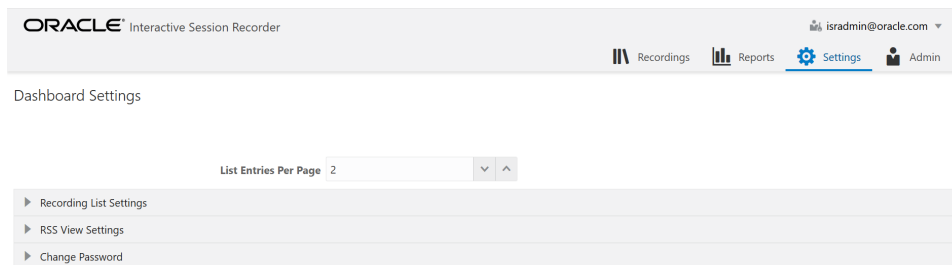 ORACLE® Interactive Session Recorder
isradmin@oracle.com
Recordings Reports Settings Admin
Dashboard Settings
List Entries Per Page 2
Recording List Settings
RSS View Settings
Change Password